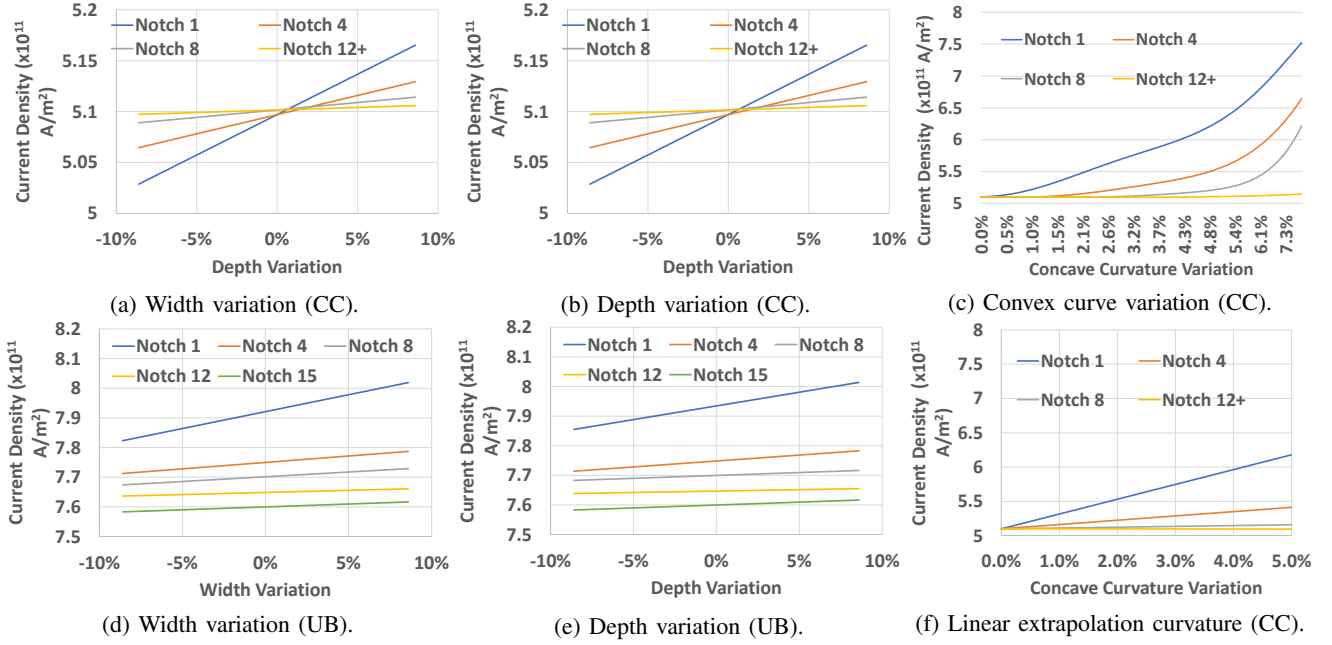 Current Density (x10¹¹ A/m²)
5.2
5.15
5.1
5.05
5
Notch 1
Notch 4
Notch 8
Notch 12+
-10%
-5%
0%
5%
10%
Depth Variation
(a) Width variation (CC).
Current Density (x10¹¹ A/m²)
5.2
5.15
5.1
5.05
5
Notch 1
Notch 4
Notch 8
Notch 12+
-10%
-5%
0%
5%
10%
Depth Variation
(b) Depth variation (CC).
Current Density (x10¹¹ A/m²)
8
7.5
7
6.5
6
5.5
5
Notch 1
Notch 4
Notch 8
Notch 12+
0.0%
0.5%
1.0%
1.5%
2.1%
2.6%
3.2%
3.7%
4.3%
4.8%
5.4%
6.1%
7.3%
Concave Curvature Variation
(c) Convex curve variation (CC).
Current Density (x10¹¹
A/m²)
8.2
8.1
8
7.9
7.8
7.7
7.6
7.5
Notch 1
Notch 4
Notch 8
Notch 12
Notch 15
-10%
-5%
0%
5%
10%
Width Variation
(d) Width variation (UB).
Current Density (x10¹¹
A/m²)
8.2
8.1
8
7.9
7.8
7.7
7.6
7.5
Notch 1
Notch 4
Notch 8
Notch 12
Notch 15
-10%
-5%
0%
5%
10%
Depth Variation
(e) Depth variation (UB).
Current Density (x10¹¹
A/m²)
8
7.5
7
6.5
6
5.5
5
Notch 1
Notch 4
Notch 8
Notch 12+
0.0%
1.0%
2.0%
3.0%
4.0%
5.0%
Concave Curvature Variation
(f) Linear extrapolation curvature (CC).